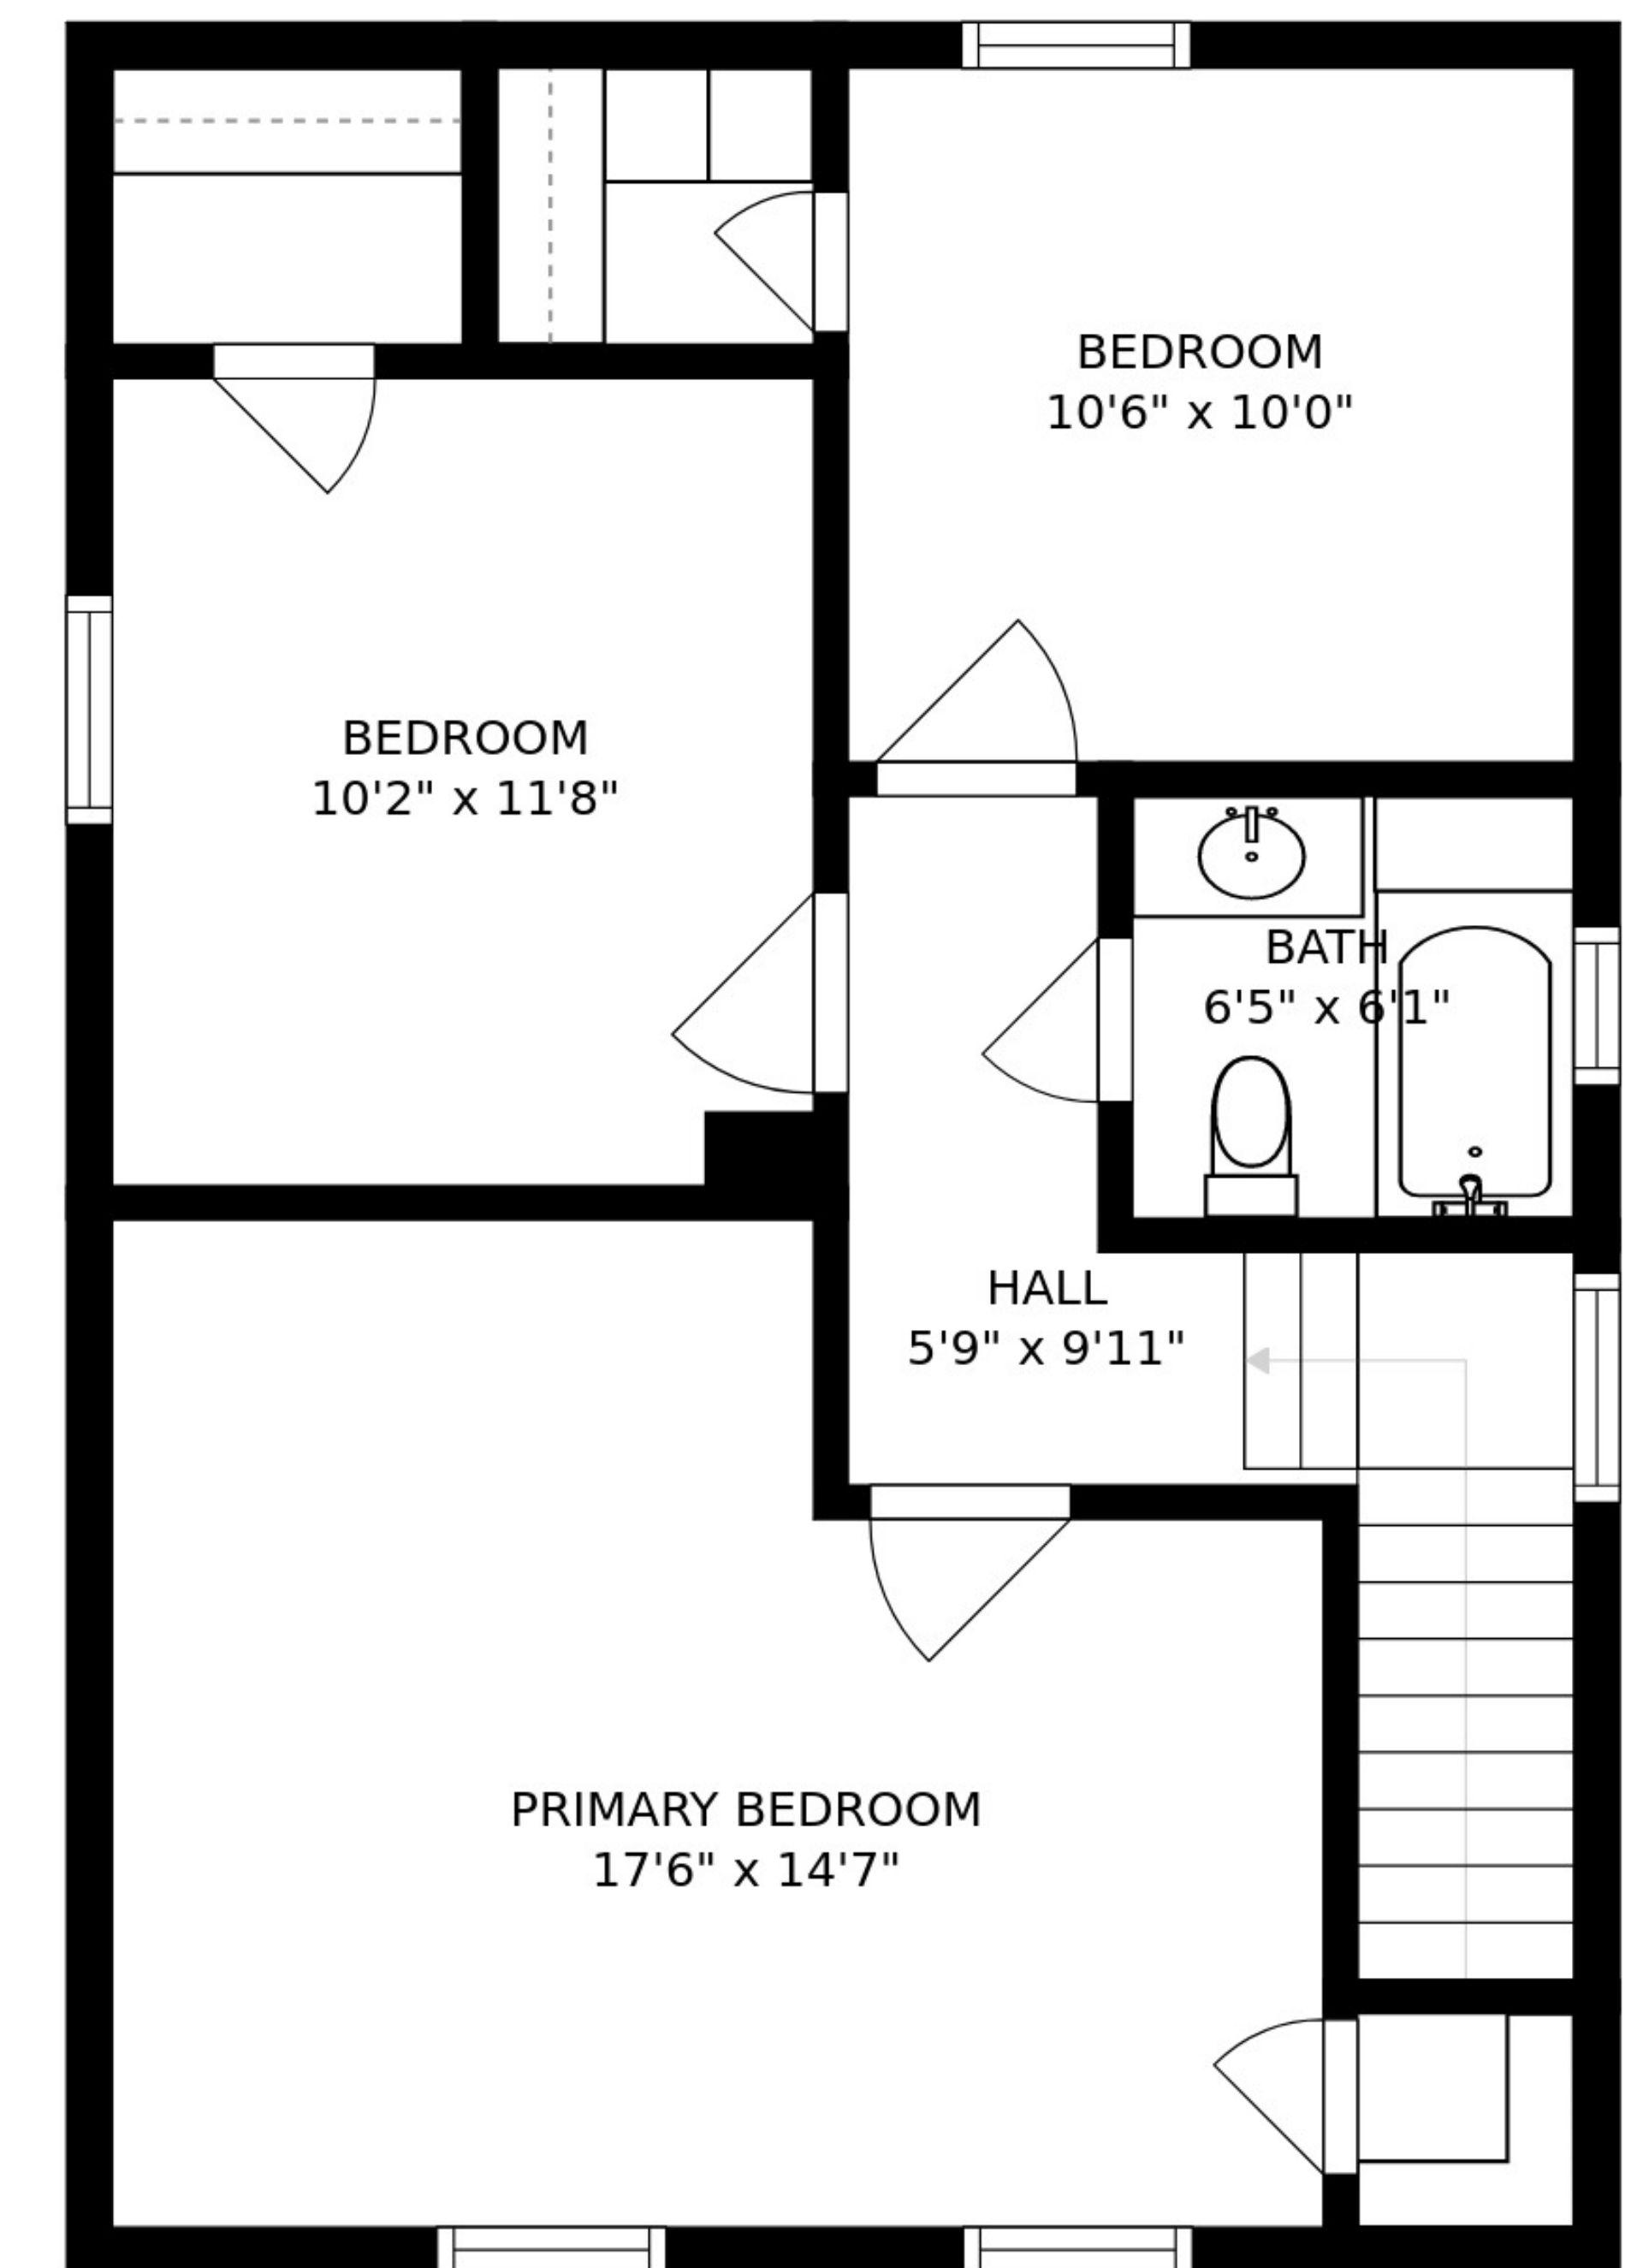 BEDROOM
10'6" x 10'0"
BEDROOM
10'2" x 11'8"
BATH
6'5" x 6'1"
HALL
5'9" x 9'11"
PRIMARY BEDROOM
17'6" x 14'7"